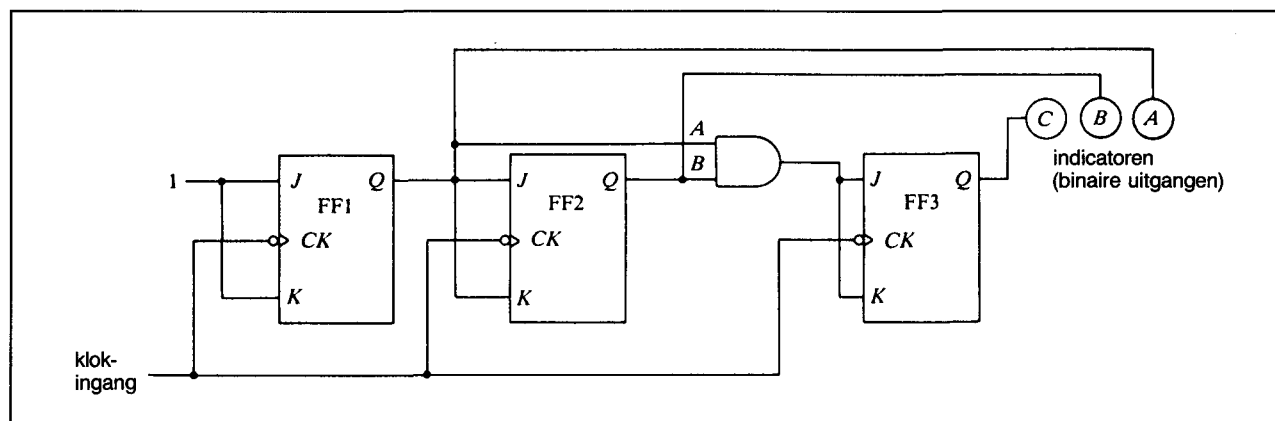 A
B
C B A
indicatoren
(binaire uitgangen)
1
J Q
FF1
CK
K
J Q
FF2
CK
K
J Q
FF3
CK
K
klok-
ingang